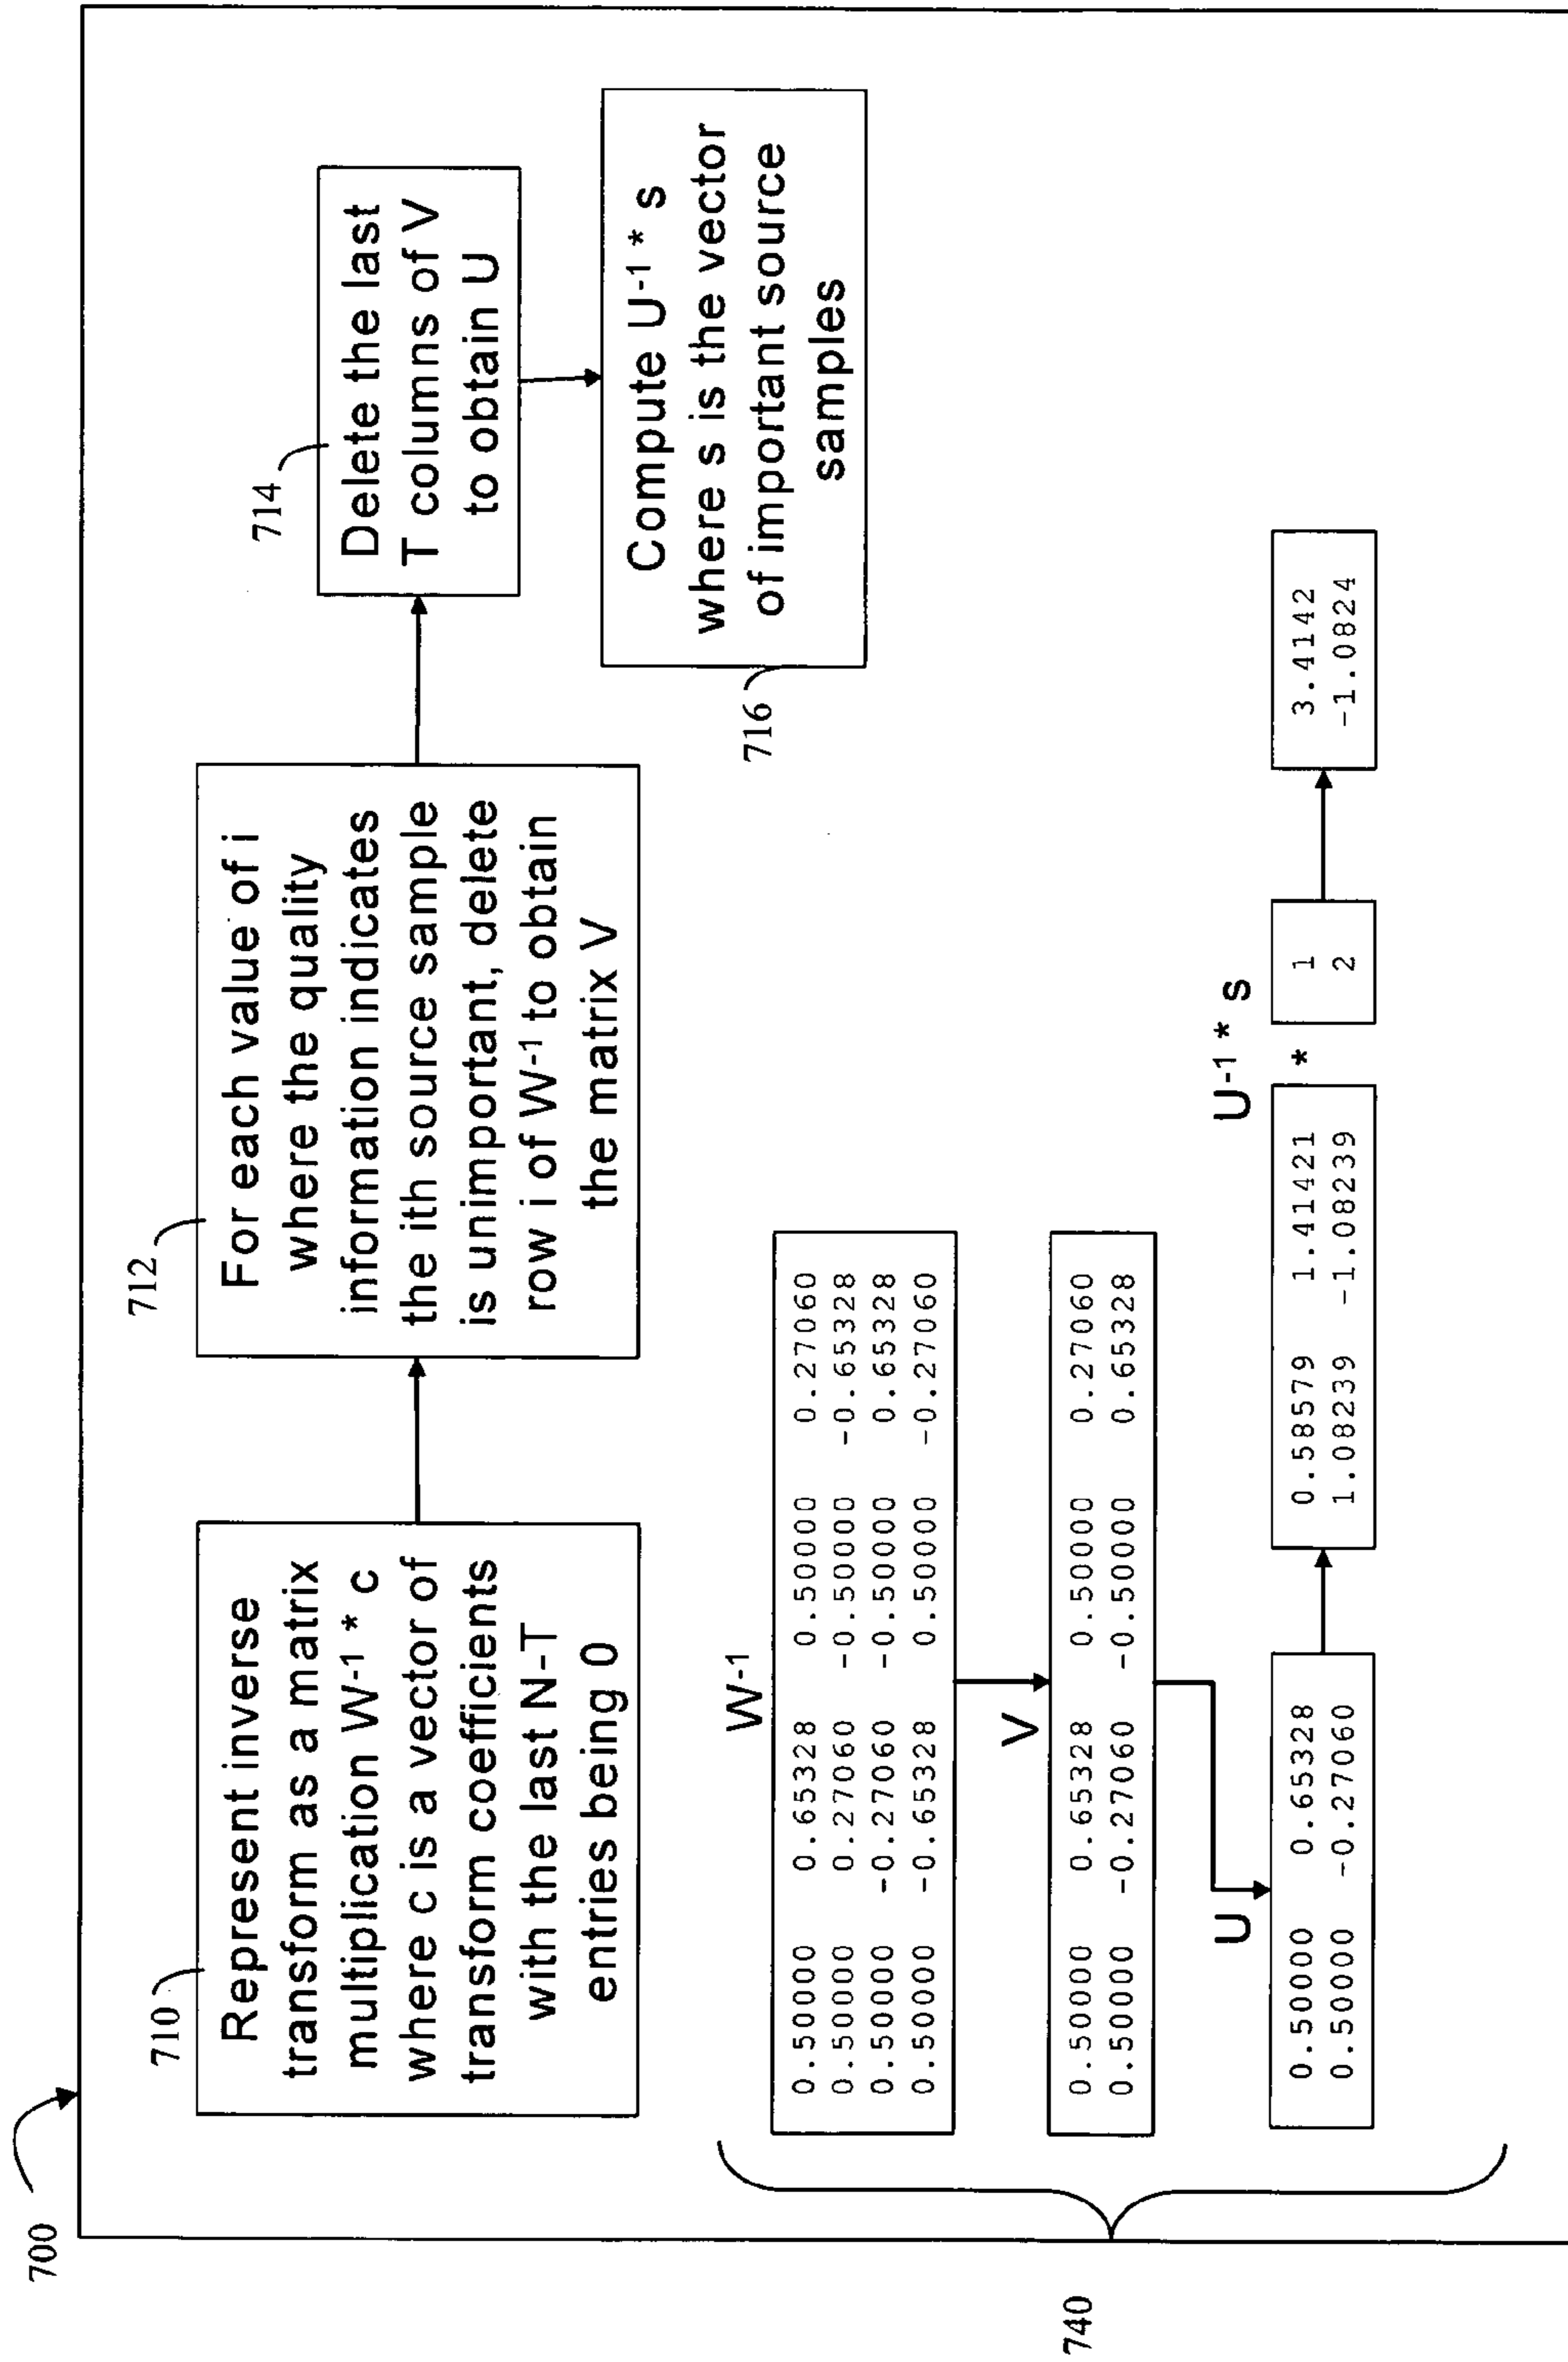 700
710
Represent inverse
transform as a matrix
multiplication W-1 * c
where c is a vector of
transform coefficients
with the last N-T
entries being 0
712
For each value of i
where the quality
information indicates
the ith source sample
is unimportant, delete
row i of W-1 to obtain
the matrix V
714
Delete the last
T columns of V
to obtain U
716
Compute U-1 * s
where s is the vector
of important source
samples
740
W-1
0.50000 0.65328 0.50000 0.27060
0.50000 0.27060 -0.50000 -0.65328
0.50000 -0.27060 -0.50000 0.65328
0.50000 -0.65328 0.50000 -0.27060
V
0.50000 0.65328 0.50000 0.27060
0.50000 -0.27060 -0.50000 0.65328
U
0.50000 0.65328
0.50000 -0.27060
U-1 * s
0.58579 1.41421
1.08239 -1.08239
*
1
2
3.4142
-1.0824